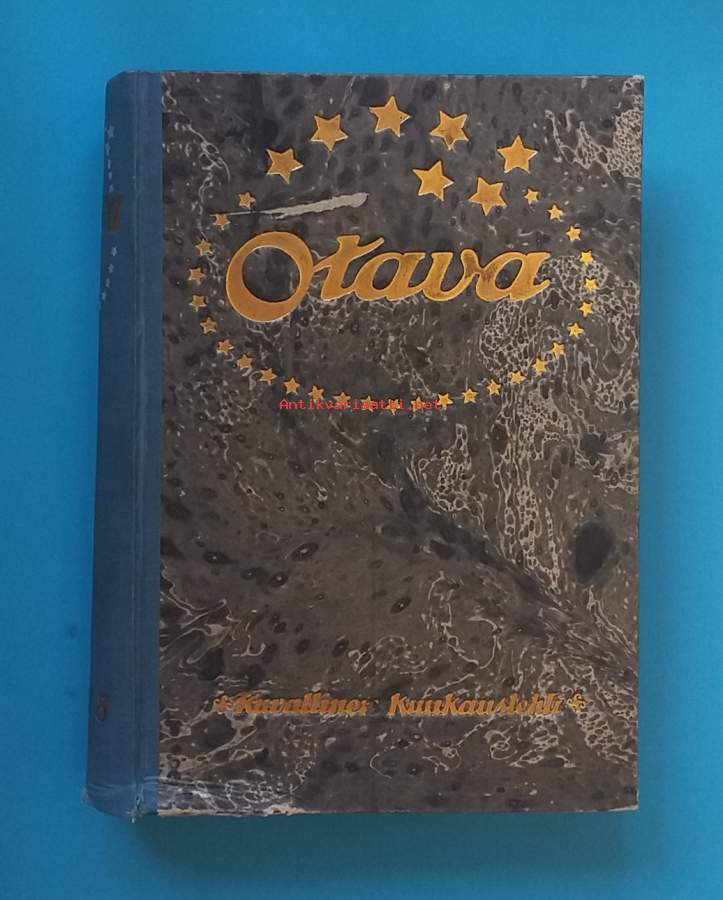 Otava
Antikvariaatti.net
Kuvallinen Kuukauslehti